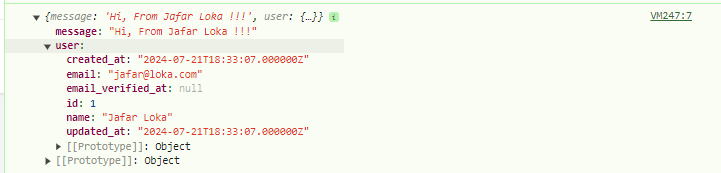 ▼ {message: 'Hi, From Jafar Loka !!!', user: {…}} i VM247:7
message: "Hi, From Jafar Loka !!!"
▼ user:
created_at: "2024-07-21T18:33:07.000000Z"
email: "jafar@loka.com"
email_verified_at: null
id: 1
name: "Jafar Loka"
updated_at: "2024-07-21T18:33:07.000000Z"
▶ [[Prototype]]: Object
▶ [[Prototype]]: Object